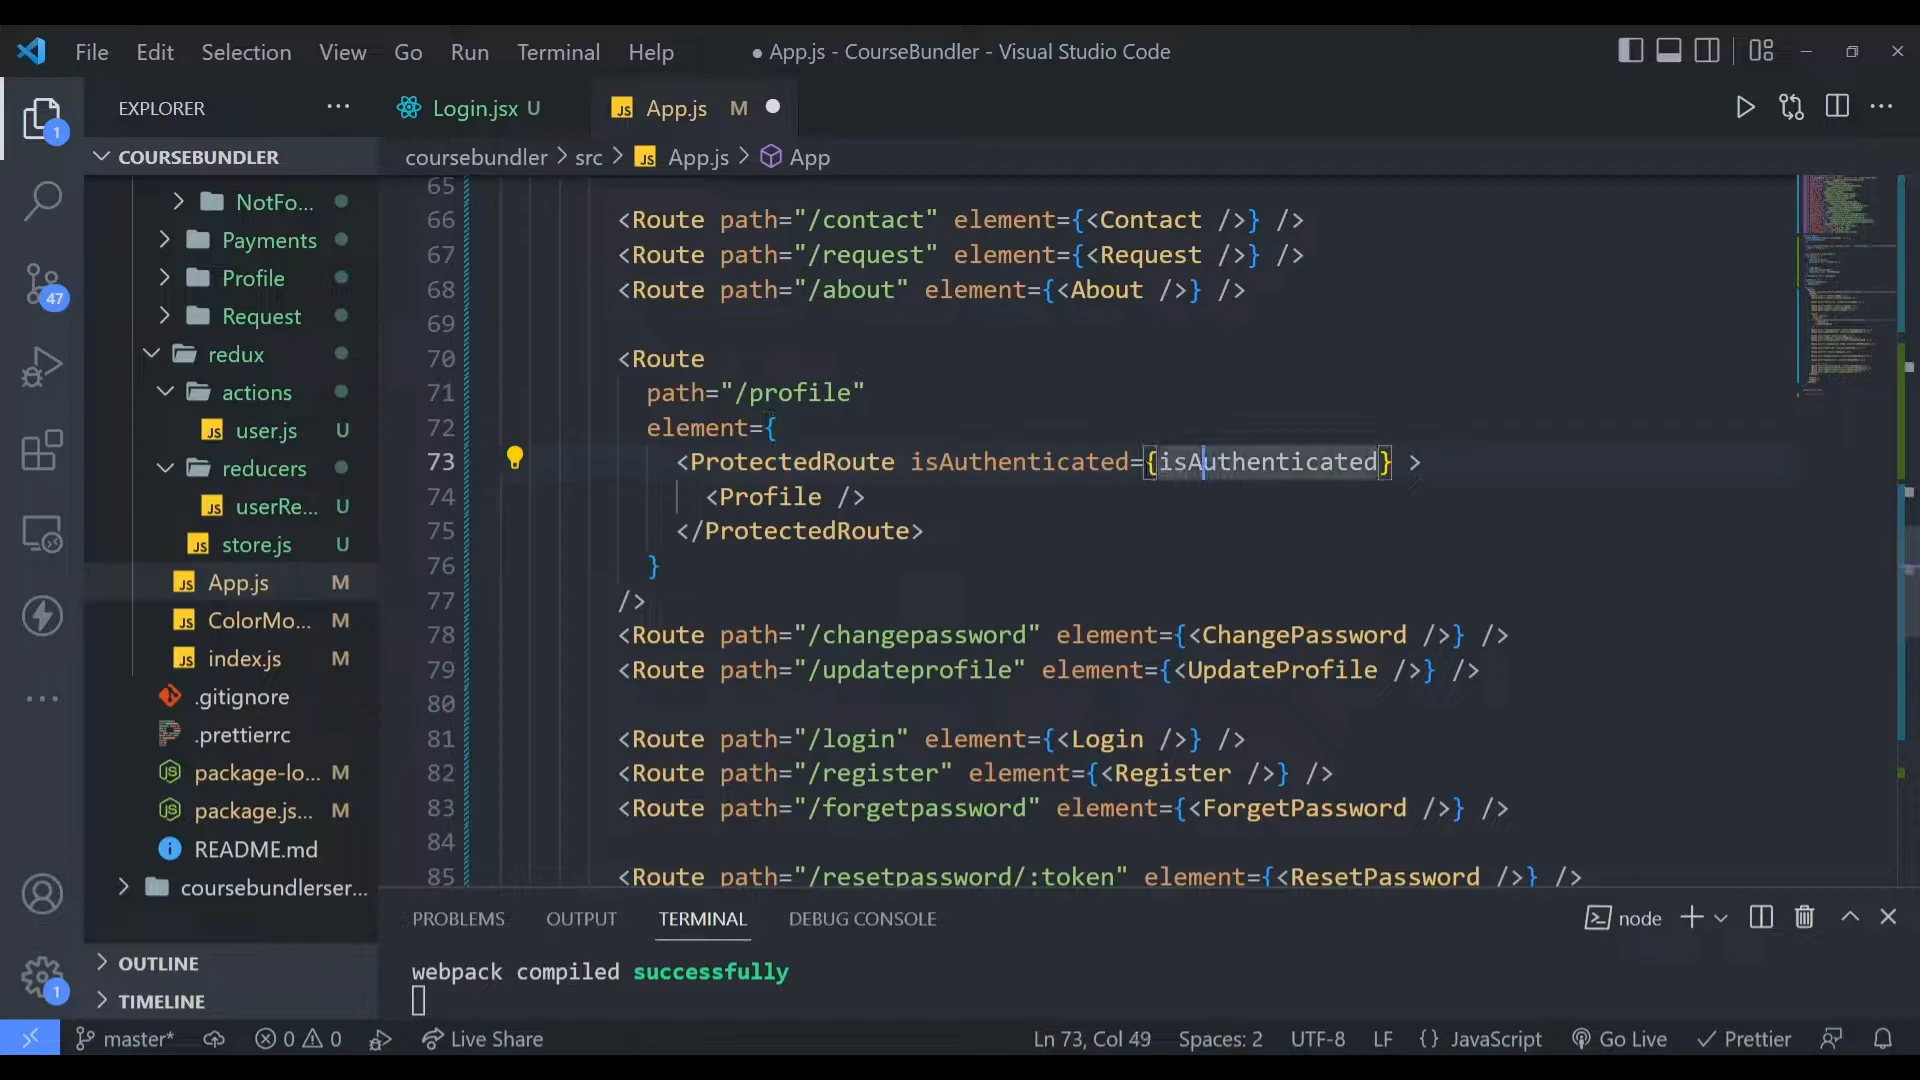 File Edit Selection View Go Run Terminal Help
● App.js - CourseBundler - Visual Studio Code
EXPLORER
Login.jsx U
JS App.js M
COURSEBUNDLER
coursebundler > src > JS App.js > App
NotFo...
Payments
Profile
Request
redux
actions
JS user.js U
reducers
JS userRe... U
JS store.js U
JS App.js M
JS ColorMo... M
JS index.js M
.gitignore
.prettierrc
package-lo... M
package.js... M
README.md
coursebundlerser...
OUTLINE
TIMELINE
1
47
1
65
66 <Route path="/contact" element={<Contact />} />
67 <Route path="/request" element={<Request />} />
68 <Route path="/about" element={<About />} />
69
70 <Route
71 path="/profile"
72 element={
73 <ProtectedRoute isAuthenticated={isAuthenticated} >
74 <Profile />
75 </ProtectedRoute>
76 }
77 />
78 <Route path="/changepassword" element={<ChangePassword />} />
79 <Route path="/updateprofile" element={<UpdateProfile />} />
80
81 <Route path="/login" element={<Login />} />
82 <Route path="/register" element={<Register />} />
83 <Route path="/forgetpassword" element={<ForgetPassword />} />
84
85 <Route path="/resetpassword/:token" element={<ResetPassword />} />
PROBLEMS OUTPUT TERMINAL DEBUG CONSOLE
node
webpack compiled successfully
master* 0 0 Live Share
Ln 73, Col 49 Spaces: 2 UTF-8 LF {} JavaScript Go Live Prettier